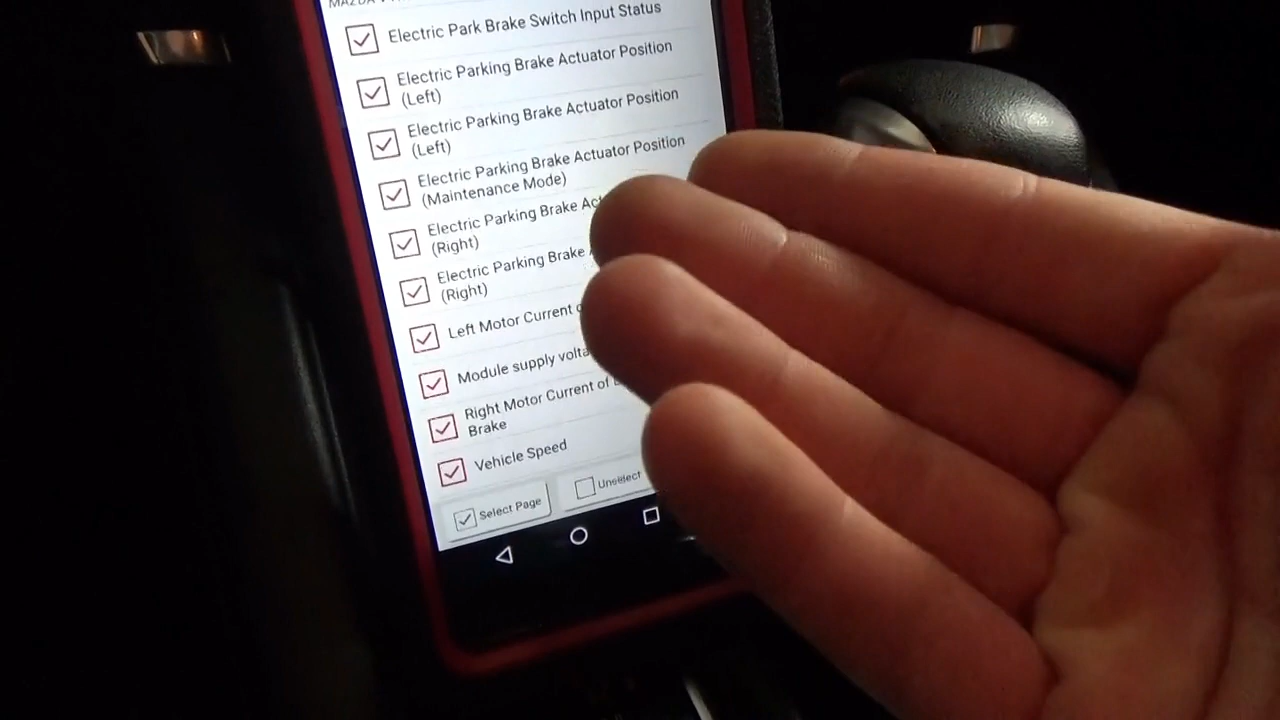 MAZDA
Electric Park Brake Switch Input Status
Electric Parking Brake Actuator Position
(Left)
Electric Parking Brake Actuator Position
(Left)
Electric Parking Brake Actuator Position
(Maintenance Mode)
Electric Parking Brake
(Right)
Electric Parking Brake
(Right)
Left Motor Current
Module supply
Right Motor Current of
Brake
Vehicle Speed
Select Page
Unselect